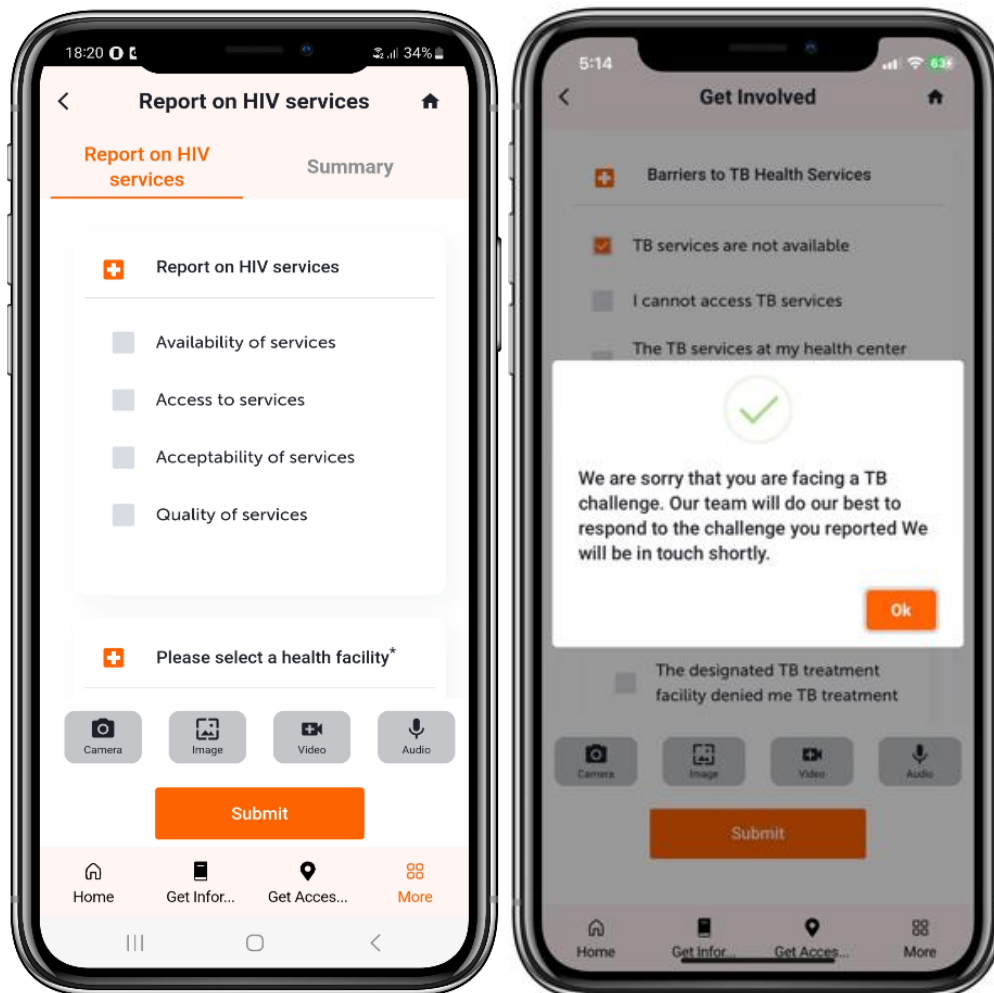 18:20
34%
Report on HIV services
Report on HIV
services
Summary
Report on HIV services
Availability of services
Access to services
Acceptability of services
Quality of services
Please select a health facility*
Camera
Image
Video
Audio
Submit
Home
Get Infor...
Get Acces...
More
5:14
63
Get Involved
Barriers to TB Health Services
TB services are not available
I cannot access TB services
The TB services at my health center
We are sorry that you are facing a TB
challenge. Our team will do our best to
respond to the challenge you reported We
will be in touch shortly.
Ok
The designated TB treatment
facility denied me TB treatment
Camera
Image
Video
Audio
Submit
Home
Get Infor...
Get Acces...
More